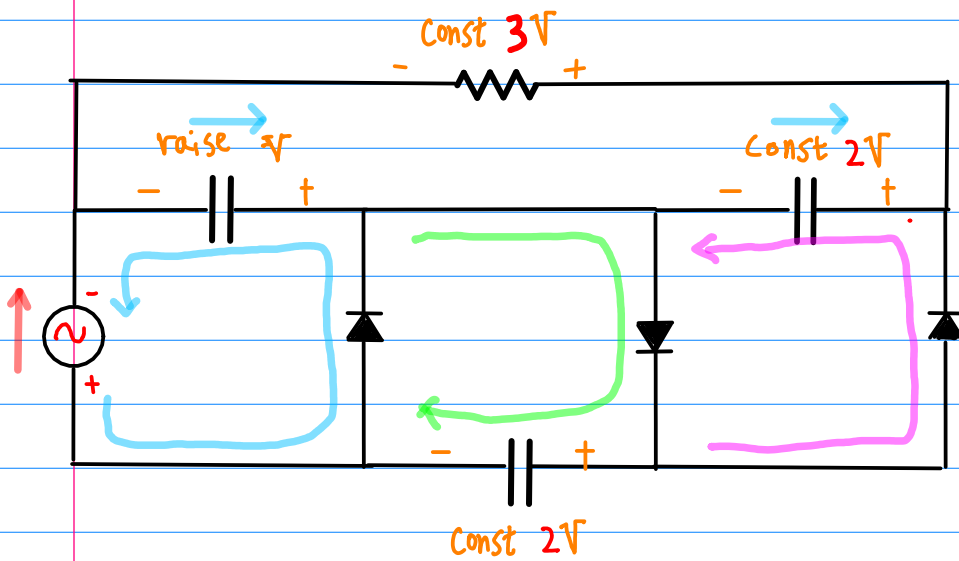 Const 3V
- +
raise V
Const 2V
- +
- +
-
+
- +
Const 2V